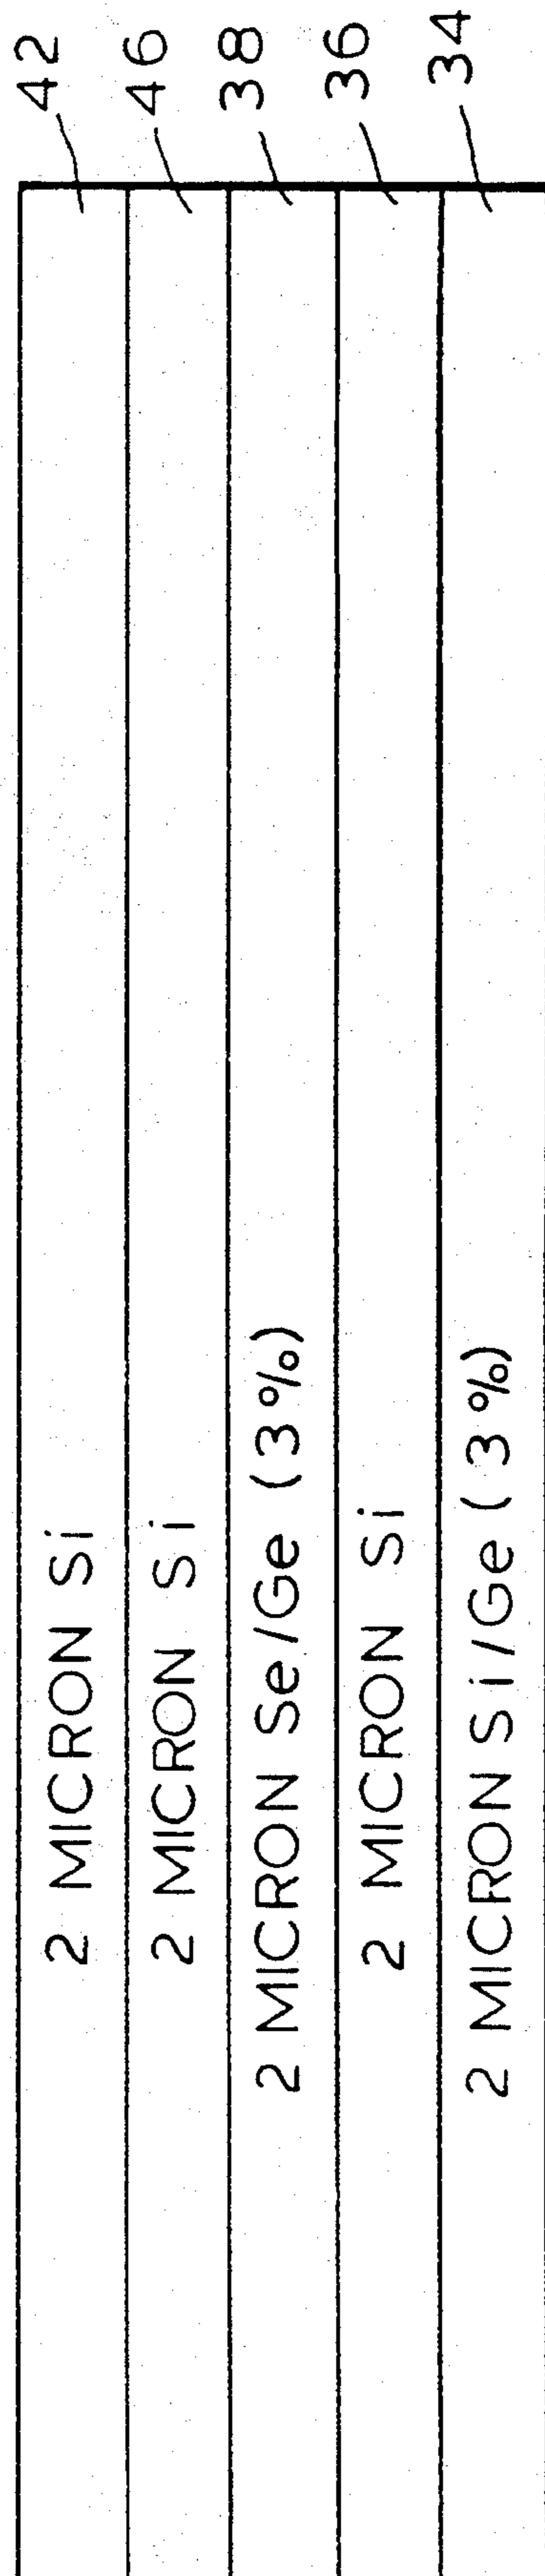 2 MICRON Si 42
2 MICRON Si 46
2 MICRON Se/Ge (3%) 38
2 MICRON Si 36
2 MICRON Si/Ge (3%) 34